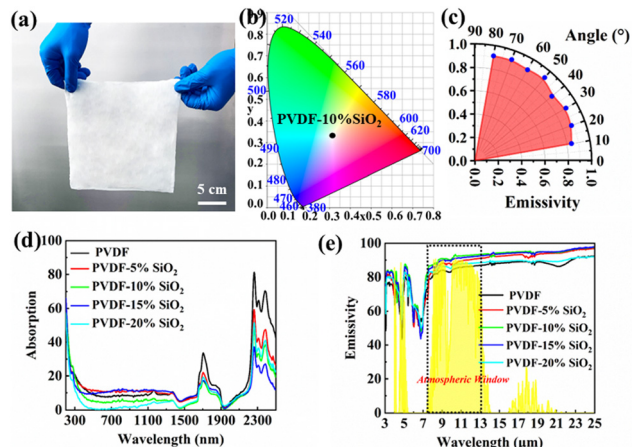 (a)
5 cm
(b)
0.9
0.8
0.7
0.6
0.5
y
0.4
0.3
0.2
0.1
0.0
520
540
560
580
600
620
700
490
480
470
460
380
PVDF-10%SiO₂
0.0 0.1 0.2 0.3 0.4 x0.5 0.6 0.7 0.8
(c)
Angle (°)
90
80
70
60
50
40
30
20
10
0
1.0
0.8
0.6
0.4
0.2
0.0
0.0 0.2 0.4 0.6 0.8 1.0
Emissivity
(d)
Absorption
100
80
60
40
20
0
PVDF
PVDF-5% SiO₂
PVDF-10% SiO₂
PVDF-15% SiO₂
PVDF-20% SiO₂
300 900 1500 2100
Wavelength (nm)
(e)
Emissivity
100
80
60
40
20
0
PVDF
PVDF-5% SiO₂
PVDF-10% SiO₂
PVDF-15% SiO₂
PVDF-20% SiO₂
Atmospheric Window
3 5 7 9 11 13 15 17 19 21 23 25
Wavelength (μm)